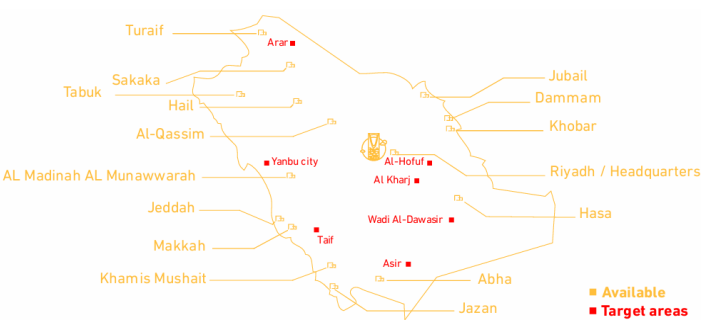 Turaif
Arar
Sakaka
Jubail
Tabuk
Dammam
Hail
Khobar
Al-Qassim
Yanbu city
Al-Hofuf
Riyadh / Headquarters
AL Madinah AL Munawwarah
Al Kharj
Jeddah
Hasa
Wadi Al-Dawasir
Makkah
Taif
Asir
Khamis Mushait
Abha
Available
Jazan
Target areas